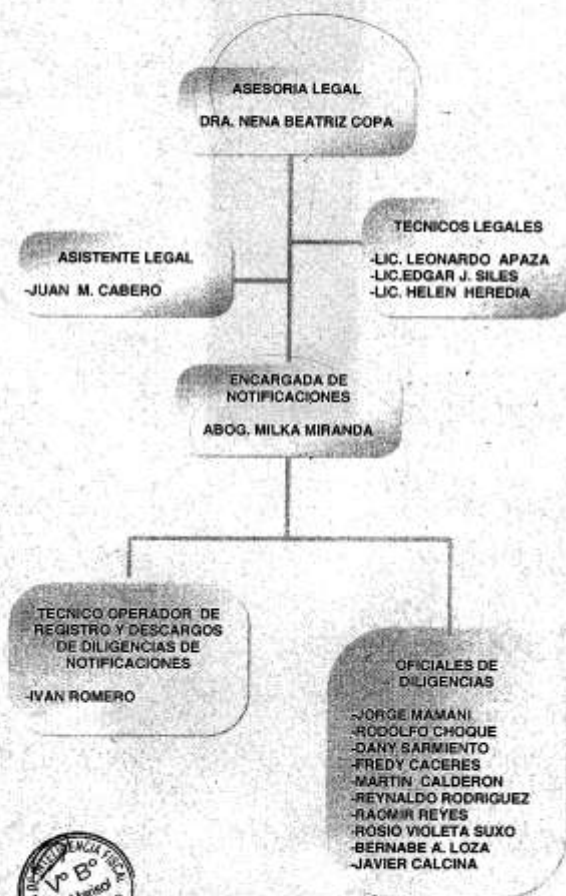 ASESORIA LEGAL
DRA. NENA BEATRIZ COPA
TECNICOS LEGALES
-LIC. LEONARDO APAZA
-LIC.EDGAR J. SILES
-LIC. HELEN HEREDIA
ASISTENTE LEGAL
-JUAN M. CABERO
ENCARGADA DE
NOTIFICACIONES
ABOG. MILKA MIRANDA
TECNICO OPERADOR DE
REGISTRO Y DESCARGOS
DE DILIGENCIAS DE
NOTIFICACIONES
-IVAN ROMERO
OFICIALES DE
DILIGENCIAS
-JORGE MAMANI
-RODOLFO CHOQUE
-DANY SARMIENTO
-FREDY CACERES
-MARTIN CALDERON
-REYNALDO RODRIGUEZ
-RAOMIR REYES
-ROSIO VIOLETA SUXO
-BERNABE A. LOZA
-JAVIER CALCINA
INTELIGENCIA FISCAL
Vº Bº